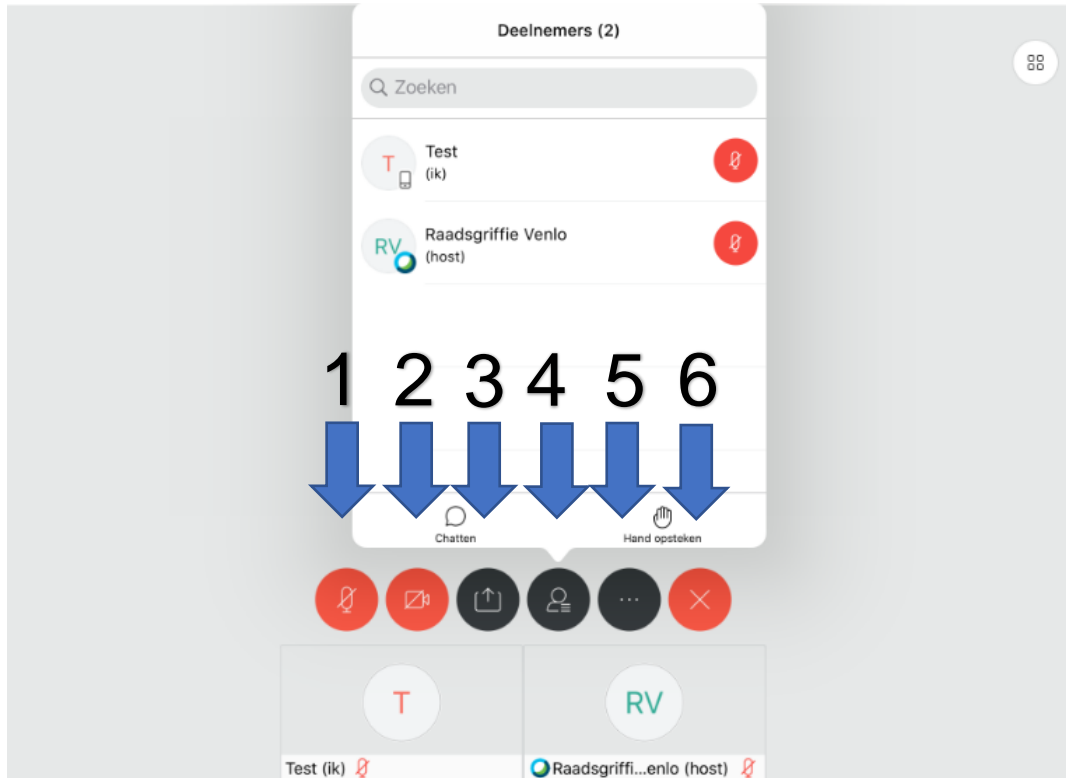 Deelnemers (2)
Zoeken
T
Test
(ik)
RV
Raadsgriffie Venlo
(host)
1 2 3 4 5 6
Chatten Hand opsteken
T RV
Test (ik) Raadsgriffi...enlo (host)